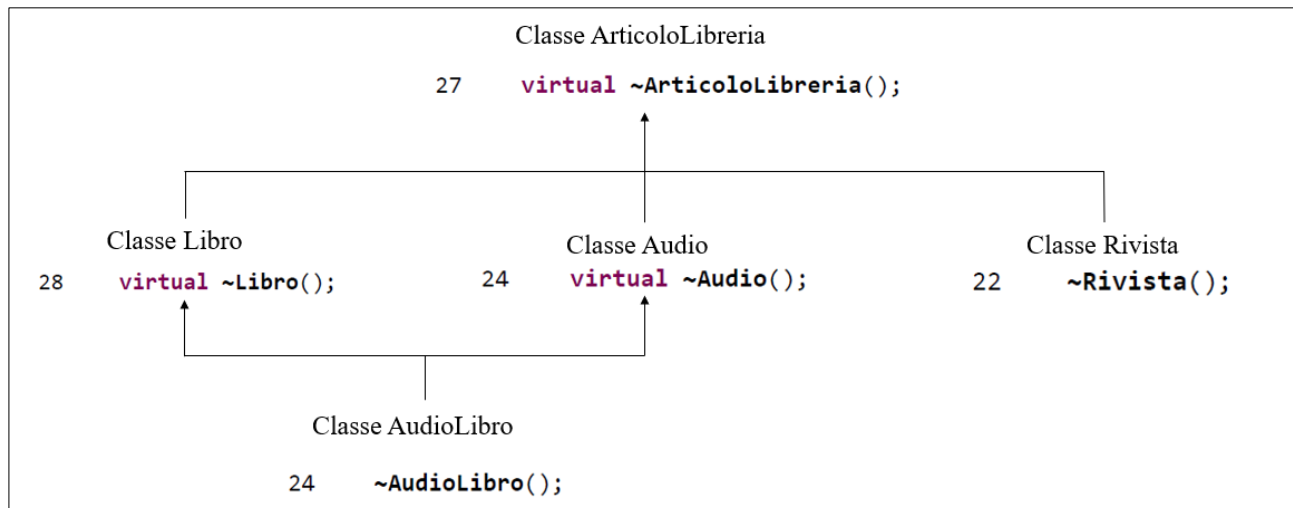 Classe ArticoloLibreria
27 virtual ~ArticoloLibreria();
Classe Libro
28 virtual ~Libro();
Classe Audio
24 virtual ~Audio();
Classe Rivista
22 ~Rivista();
Classe AudioLibro
24 ~AudioLibro();